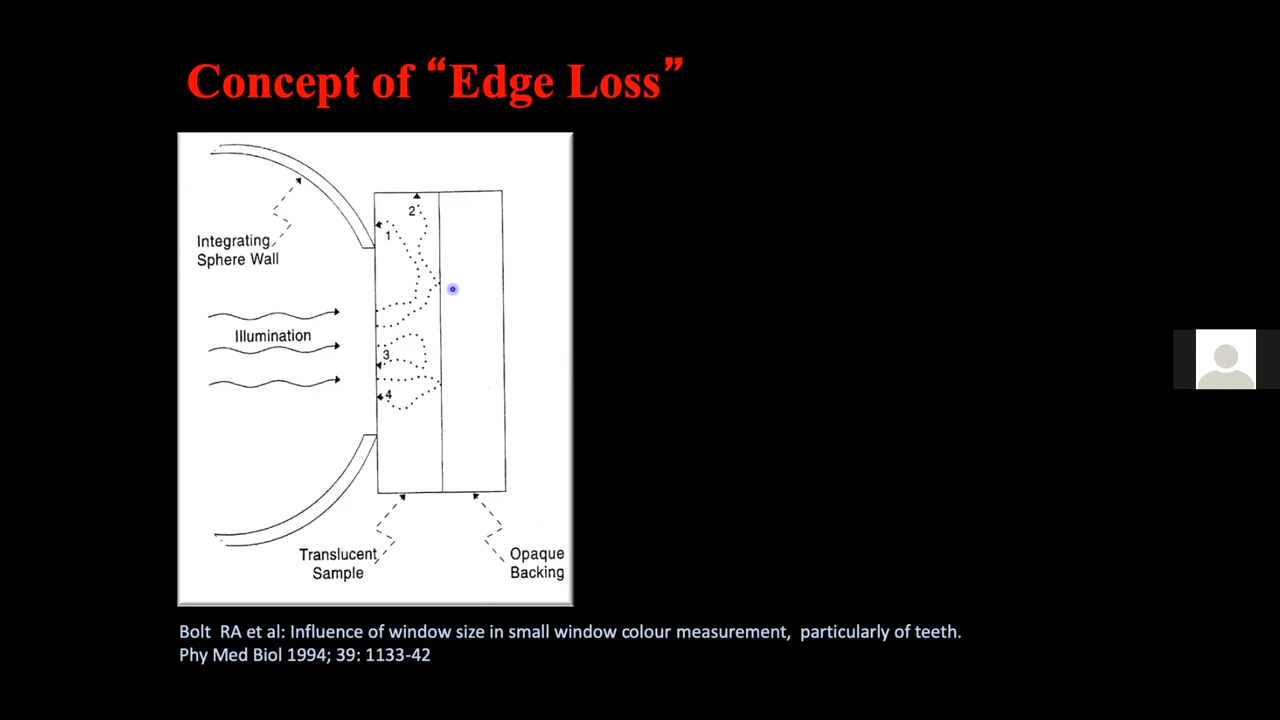 Concept of “Edge Loss”
Integrating
Sphere Wall
Illumination
1
2
3
4
Translucent
Sample
Opaque
Backing
Bolt RA et al: Influence of window size in small window colour measurement, particularly of teeth.
Phy Med Biol 1994; 39: 1133-42